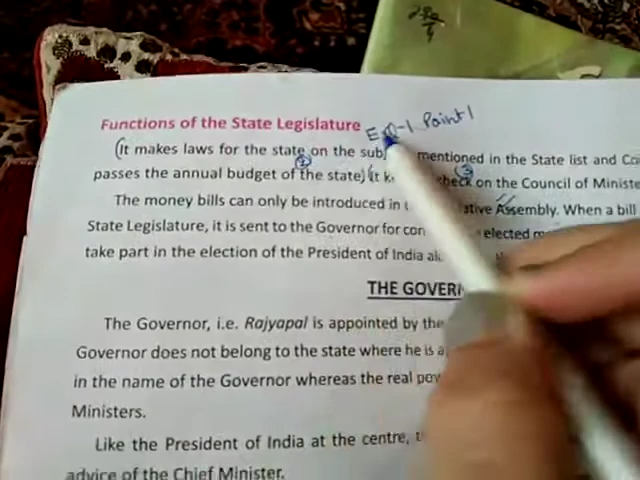 Functions of the State Legislature E Q-1 Point 1
(It makes laws for the state on the sub mentioned in the State list and Co
passes the annual budget of the state) (It k check on the Council of Ministe
The money bills can only be introduced in ative Assembly. When a bill
State Legislature, it is sent to the Governor for con elected m
take part in the election of the President of India al
THE GOVER
The Governor, i.e. Rajyapal is appointed by the
Governor does not belong to the state where he is a
in the name of the Governor whereas the real pow
Ministers.
Like the President of India at the centre, t
advice of the Chief Minister.